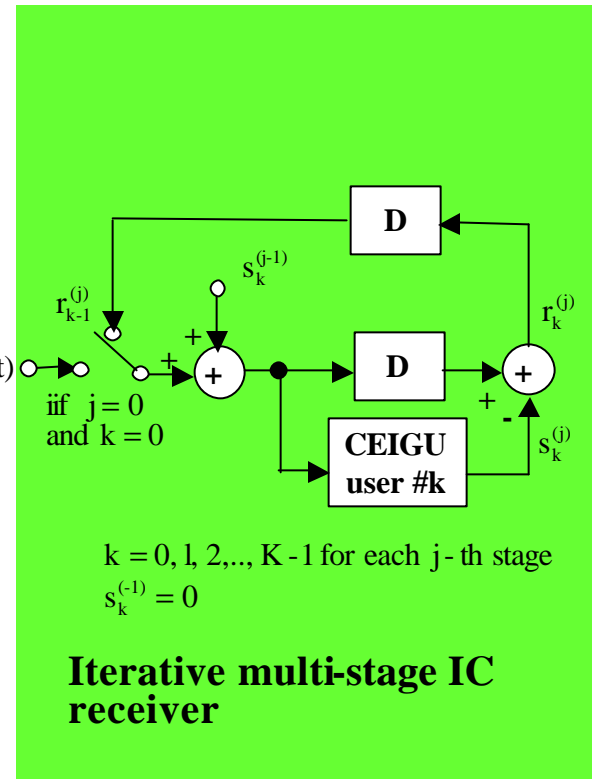 D
s_k^(j-1)
r_k-1^(j)
r_k^(j)
+
t)
+
+
D
+
+
-
iif j = 0
and k = 0
CEIGU
user #k
s_k^(j)
k = 0, 1, 2,.., K -1 for each j - th stage
s_k^(-1) = 0
Iterative multi-stage IC
receiver